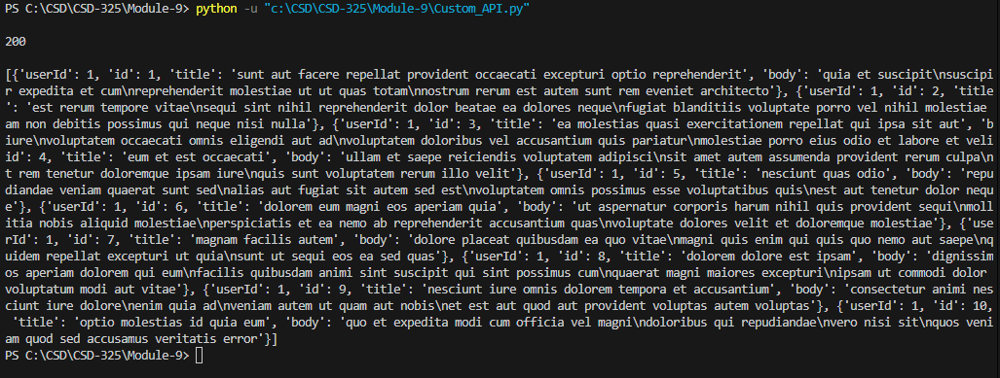 PS C:\CSD\CSD-325\Module-9> python -u "c:\CSD\CSD-325\Module-9\Custom_API.py"
200
[{'userId': 1, 'id': 1, 'title': 'sunt aut facere repellat provident occaecati excepturi optio reprehenderit', 'body': 'quia et suscipit\nsuscipi
r expedita et cum\nreprehenderit molestiae ut ut quas totam\nnostrum rerum est autem sunt rem eveniet architecto'}, {'userId': 1, 'id': 2, 'title
': 'est rerum tempore vitae\nsequi sint nihil reprehenderit dolor beatae ea dolores neque\nfugiat blanditiis voluptate porro vel nihil molestiae
am non debitis possimus qui neque nisi nulla'}, {'userId': 1, 'id': 3, 'title': 'ea molestias quasi exercitationem repellat qui ipsa sit aut', 'b
iure\nvoluptatem occaecati omnis eligendi aut ad\nvoluptatem doloribus vel accusantium quis pariatur\nmolestiae porro eius odio et labore et veli
id': 4, 'title': 'eum et est occaecati', 'body': 'ullam et saepe reiciendis voluptatem adipisci\nsit amet autem assumenda provident rerum culpa\n
t rem tenetur doloremque ipsam iure\nquis sunt voluptatem rerum illo velit'}, {'userId': 1, 'id': 5, 'title': 'nesciunt quas odio', 'body': 'repu
diandae veniam quaerat sunt sed\nalias aut fugiat sit autem sed est\nvoluptatem omnis possimus esse voluptatibus quis\nest aut tenetur dolor nequ
e'}, {'userId': 1, 'id': 6, 'title': 'dolorem eum magni eos aperiam quia', 'body': 'ut aspernatur corporis harum nihil quis provident sequi\nmoll
itia nobis aliquid molestiae\nperspiciatis et ea nemo ab reprehenderit accusantium quas\nvoluptate dolores velit et doloremque molestiae'}, {'use
rId': 1, 'id': 7, 'title': 'magnam facilis autem', 'body': 'dolore placeat quibusdam ea quo vitae\nmagni quis enim qui quis quo nemo aut saepe\nq
uidem repellat excepturi ut quia\nsunt ut sequi eos ea sed quas'}, {'userId': 1, 'id': 8, 'title': 'dolorem dolore est ipsam', 'body': 'dignissim
os aperiam dolorem qui eum\nfacilis quibusdam animi sint suscipit qui sint possimus cum\nquaerat magni maiores excepturi\nipsam ut commodi dolor
voluptatum modi aut vitae'}, {'userId': 1, 'id': 9, 'title': 'nesciunt iure omnis dolorem tempora et accusantium', 'body': 'consectetur animi nes
ciunt iure dolore\nenim quia ad\nveniam autem ut quam aut nobis\net est aut quod aut provident voluptas autem voluptas'}, {'userId': 1, 'id': 10,
 'title': 'optio molestias id quia eum', 'body': 'quo et expedita modi cum officia vel magni\ndoloribus qui repudiandae\nvero nisi sit\nquos veni
am quod sed accusamus veritatis error'}]
PS C:\CSD\CSD-325\Module-9>